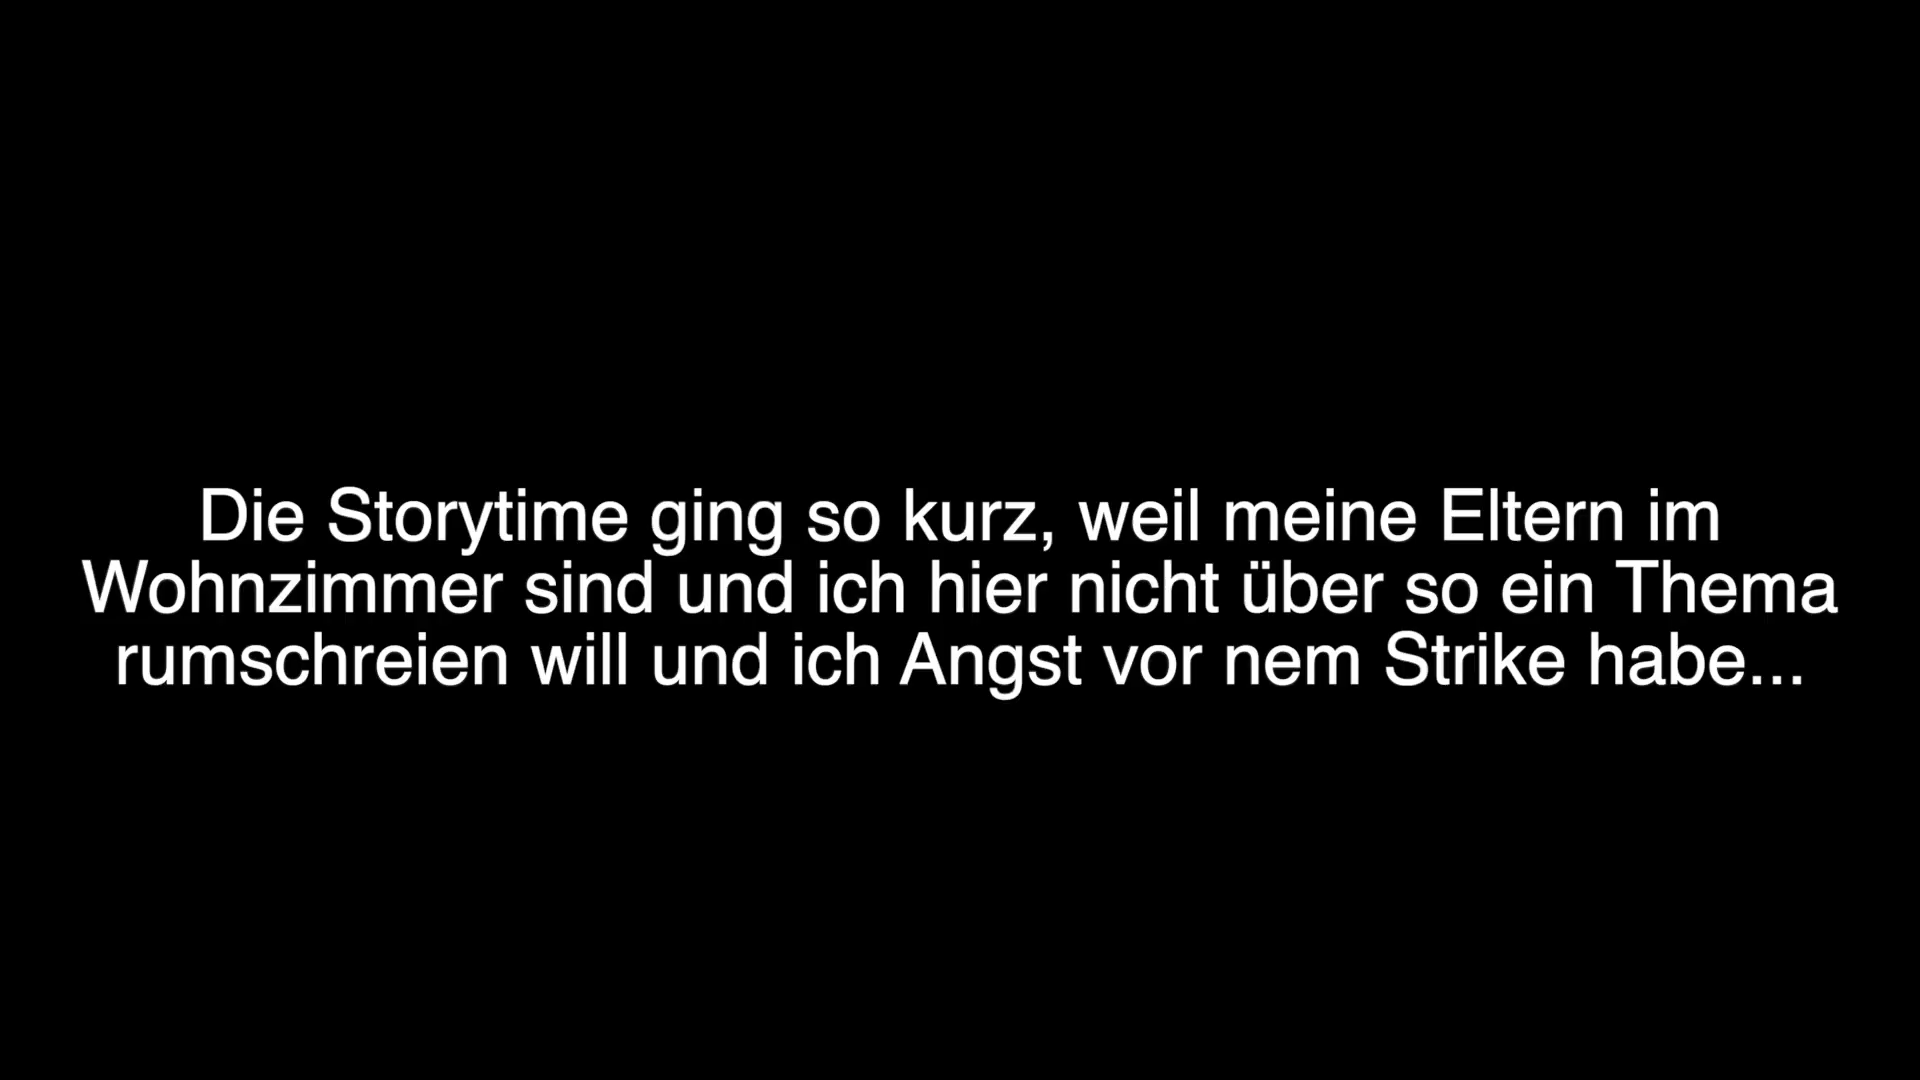 Die Storytime ging so kurz, weil meine Eltern im
Wohnzimmer sind und ich hier nicht über so ein Thema
rumschreien will und ich Angst vor nem Strike habe...